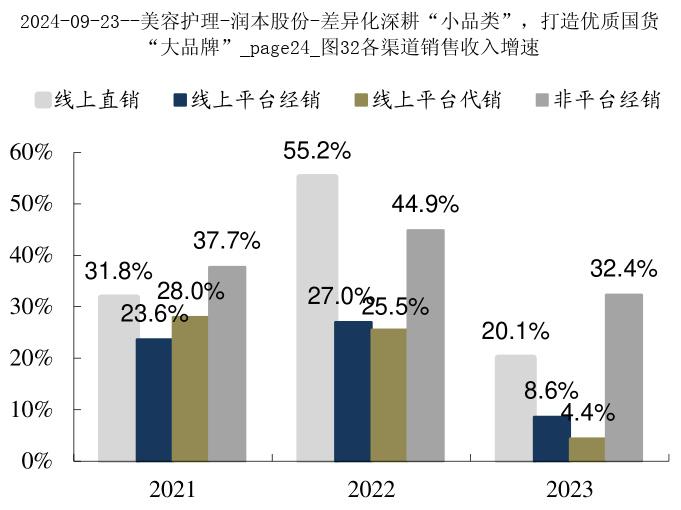 2024-09-23--美容护理-润本股份-差异化深耕“小品类”，打造优质国货
“大品牌”_page24_图32各渠道销售收入增速
线上直销 线上平台经销 线上平台代销 非平台经销
60%
50%
40%
30%
20%
10%
0%
31.8% 23.6% 28.0% 37.7%
55.2% 27.0% 25.5% 44.9%
20.1% 8.6% 4.4% 32.4%
2021 2022 2023